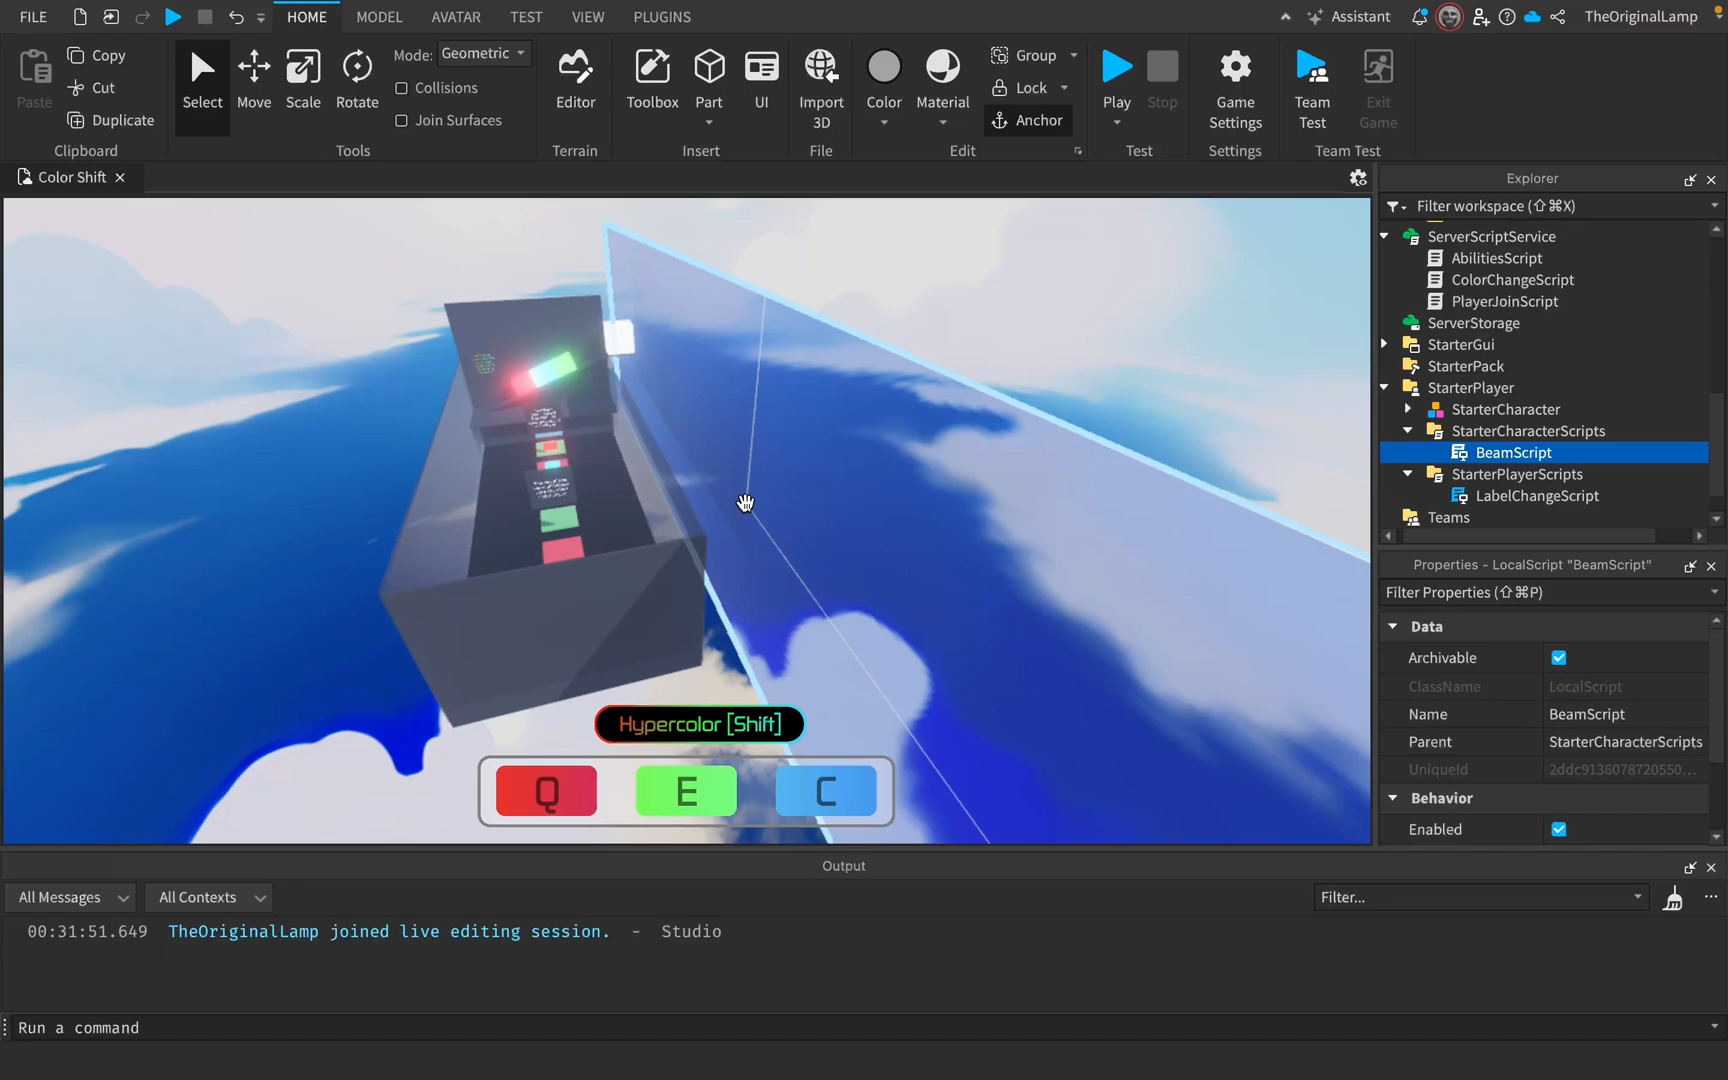 FILE HOME MODEL AVATAR TEST VIEW PLUGINS Assistant TheOriginalLamp
Paste Copy Cut Duplicate
Clipboard
Select Move Scale Rotate
Mode: Geometric
Collisions
Join Surfaces
Tools
Editor
Terrain
Toolbox Part UI
Insert
Import 3D
File
Color Material
Group
Lock
Anchor
Edit
Play Stop
Test
Game Settings
Settings
Team Test
Exit Game
Team Test
Color Shift
Hypercolor [Shift]
Q E C
Explorer
Filter workspace (⇧⌘X)
ServerScriptService
AbilitiesScript
ColorChangeScript
PlayerJoinScript
ServerStorage
StarterGui
StarterPack
StarterPlayer
StarterCharacter
StarterCharacterScripts
BeamScript
StarterPlayerScripts
LabelChangeScript
Teams
Properties - LocalScript "BeamScript"
Filter Properties (⇧⌘P)
Data
Archivable
ClassName LocalScript
Name BeamScript
Parent StarterCharacterScripts
UniqueId 2ddc9136078720550...
Behavior
Enabled
Output
All Messages All Contexts Filter...
00:31:51.649 TheOriginalLamp joined live editing session. - Studio
Run a command